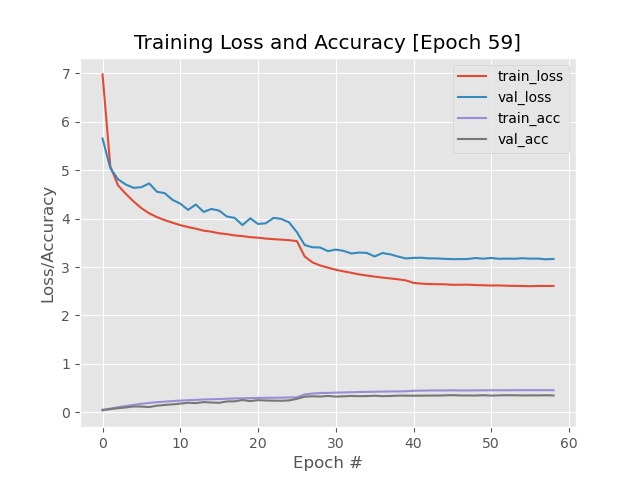 Training Loss and Accuracy [Epoch 59]
train_loss
val_loss
train_acc
val_acc
Loss/Accuracy
7
6
5
4
3
2
1
0
0 10 20 30 40 50 60
Epoch #